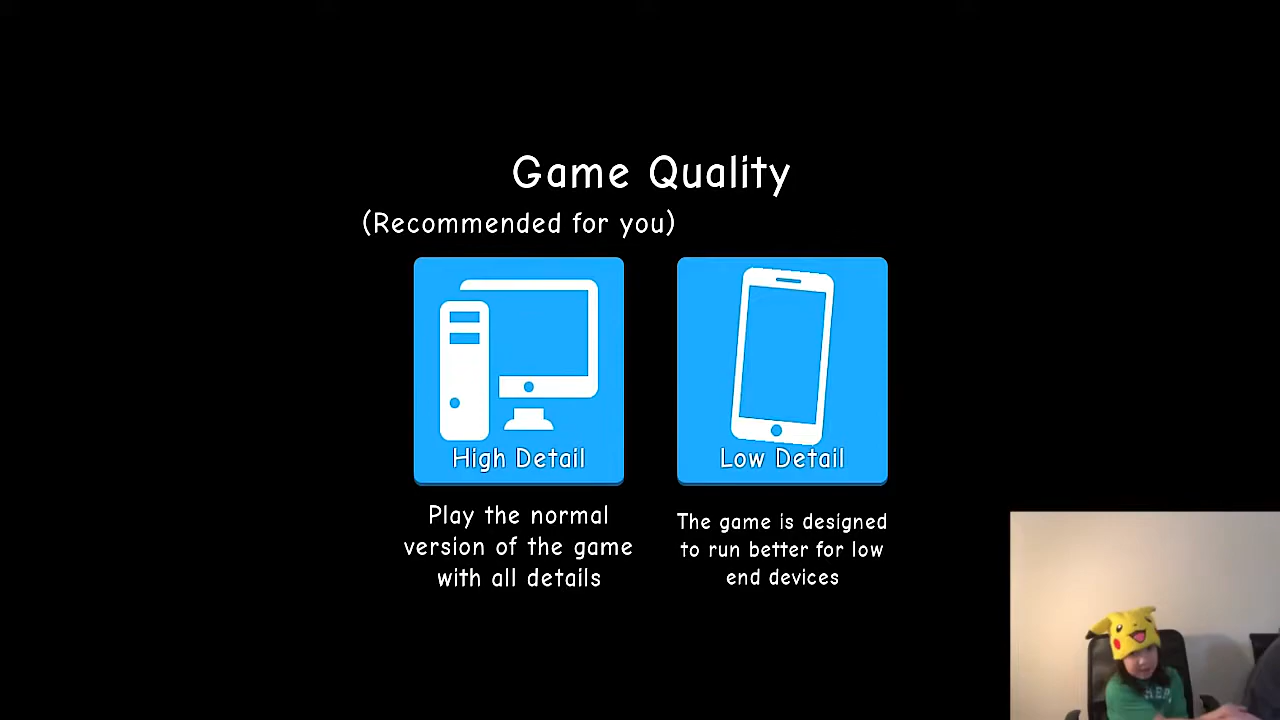 Game Quality
(Recommended for you)
High Detail
Low Detail
Play the normal
version of the game
with all details
The game is designed
to run better for low
end devices